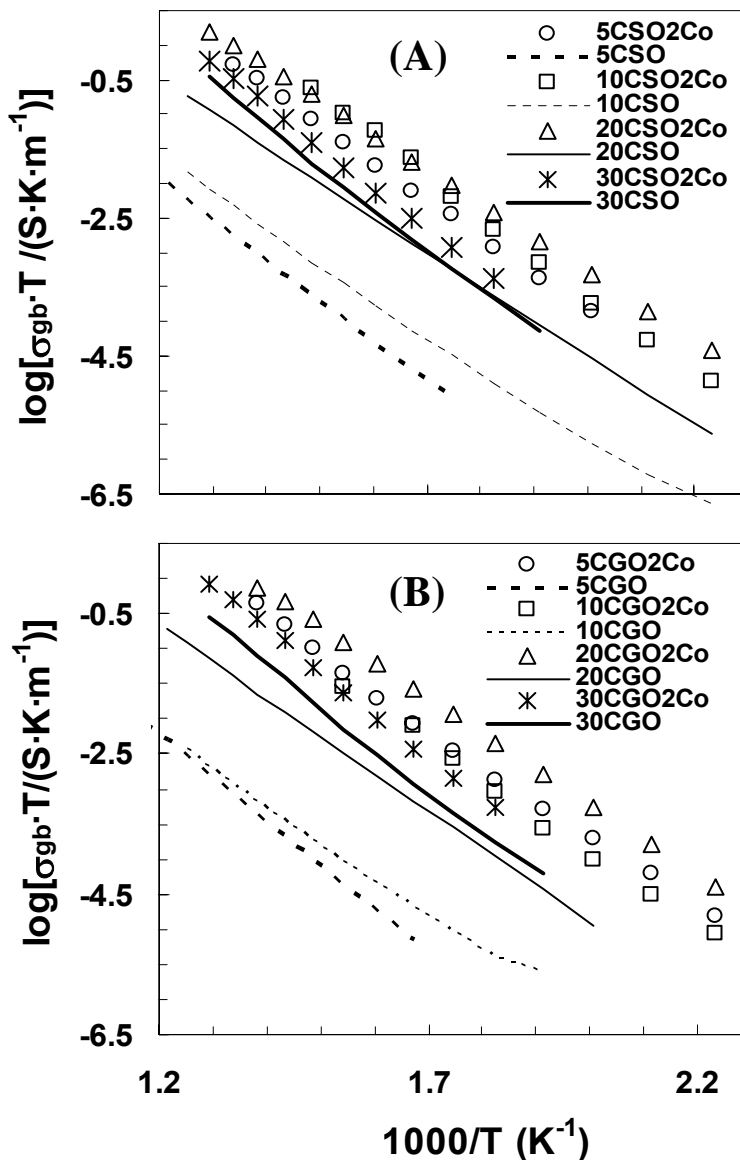 (A)
5CSO2Co
5CSO
10CSO2Co
10CSO
20CSO2Co
20CSO
30CSO2Co
30CSO
-0.5
-2.5
-4.5
-6.5
log[σgb·T /(S·K·m⁻¹)]
(B)
5CGO2Co
5CGO
10CGO2Co
10CGO
20CGO2Co
20CGO
30CGO2Co
30CGO
-0.5
-2.5
-4.5
-6.5
log[σgb·T/(S·K·m⁻¹)]
1.2 1.7 2.2
1000/T (K⁻¹)